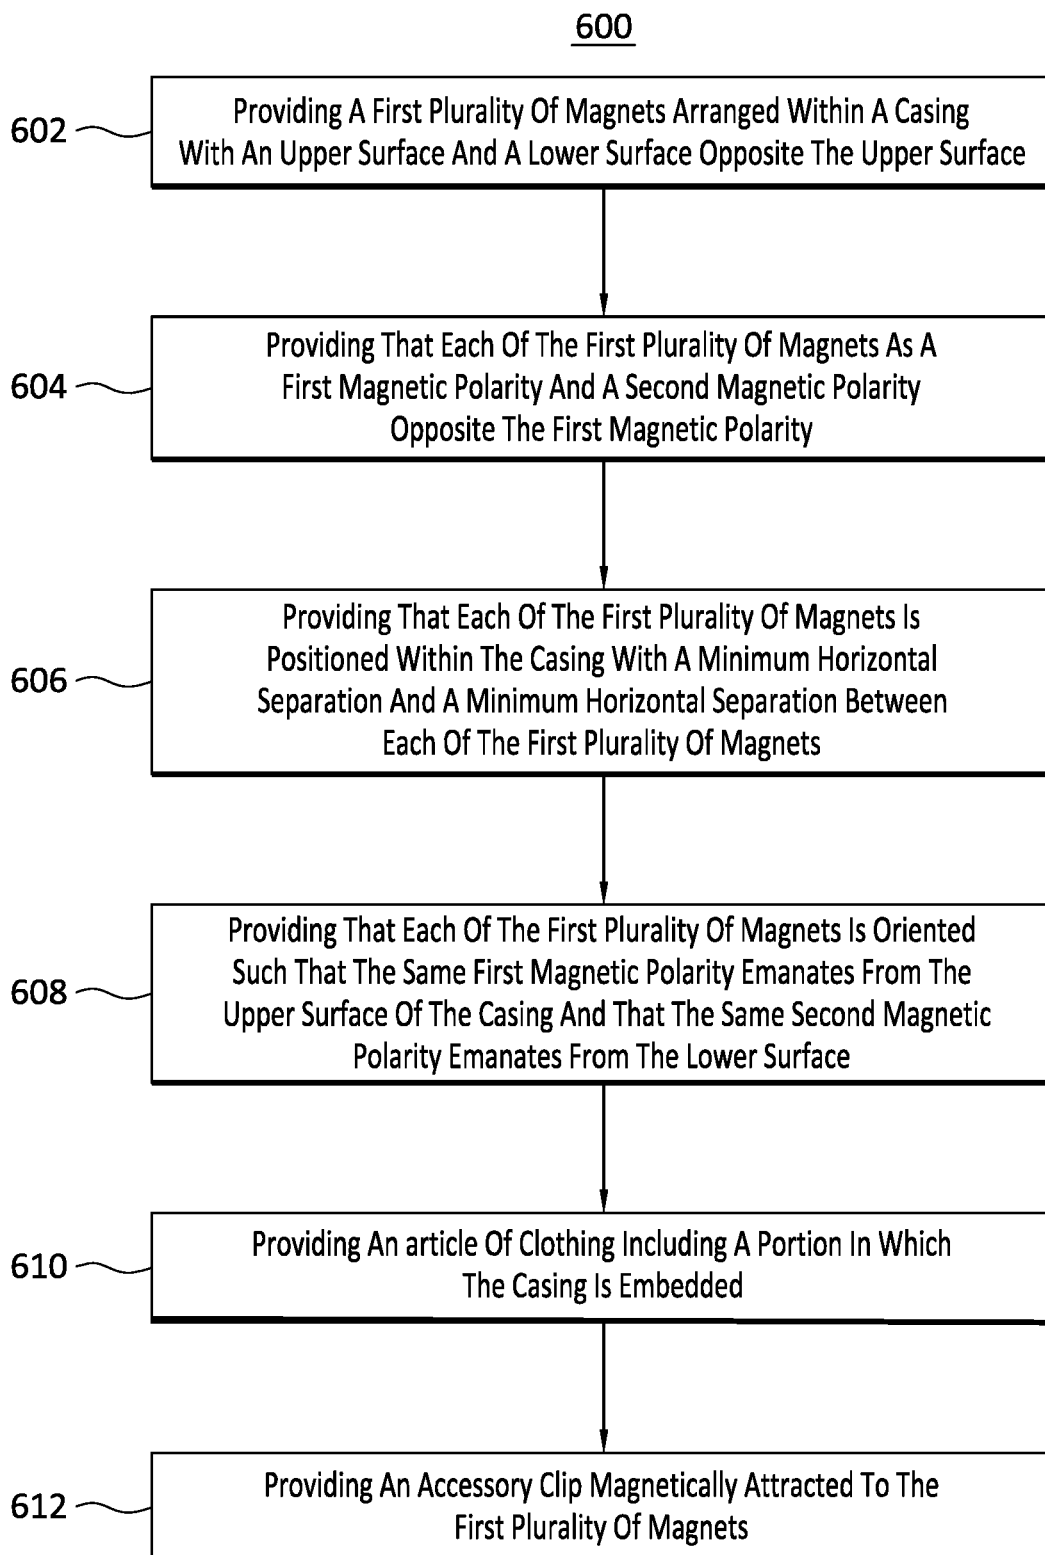 600
602
Providing A First Plurality Of Magnets Arranged Within A Casing
With An Upper Surface And A Lower Surface Opposite The Upper Surface
604
Providing That Each Of The First Plurality Of Magnets As A
First Magnetic Polarity And A Second Magnetic Polarity
Opposite The First Magnetic Polarity
606
Providing That Each Of The First Plurality Of Magnets Is
Positioned Within The Casing With A Minimum Horizontal
Separation And A Minimum Horizontal Separation Between
Each Of The First Plurality Of Magnets
608
Providing That Each Of The First Plurality Of Magnets Is Oriented
Such That The Same First Magnetic Polarity Emanates From The
Upper Surface Of The Casing And That The Same Second Magnetic
Polarity Emanates From The Lower Surface
610
Providing An article Of Clothing Including A Portion In Which
The Casing Is Embedded
612
Providing An Accessory Clip Magnetically Attracted To The
First Plurality Of Magnets